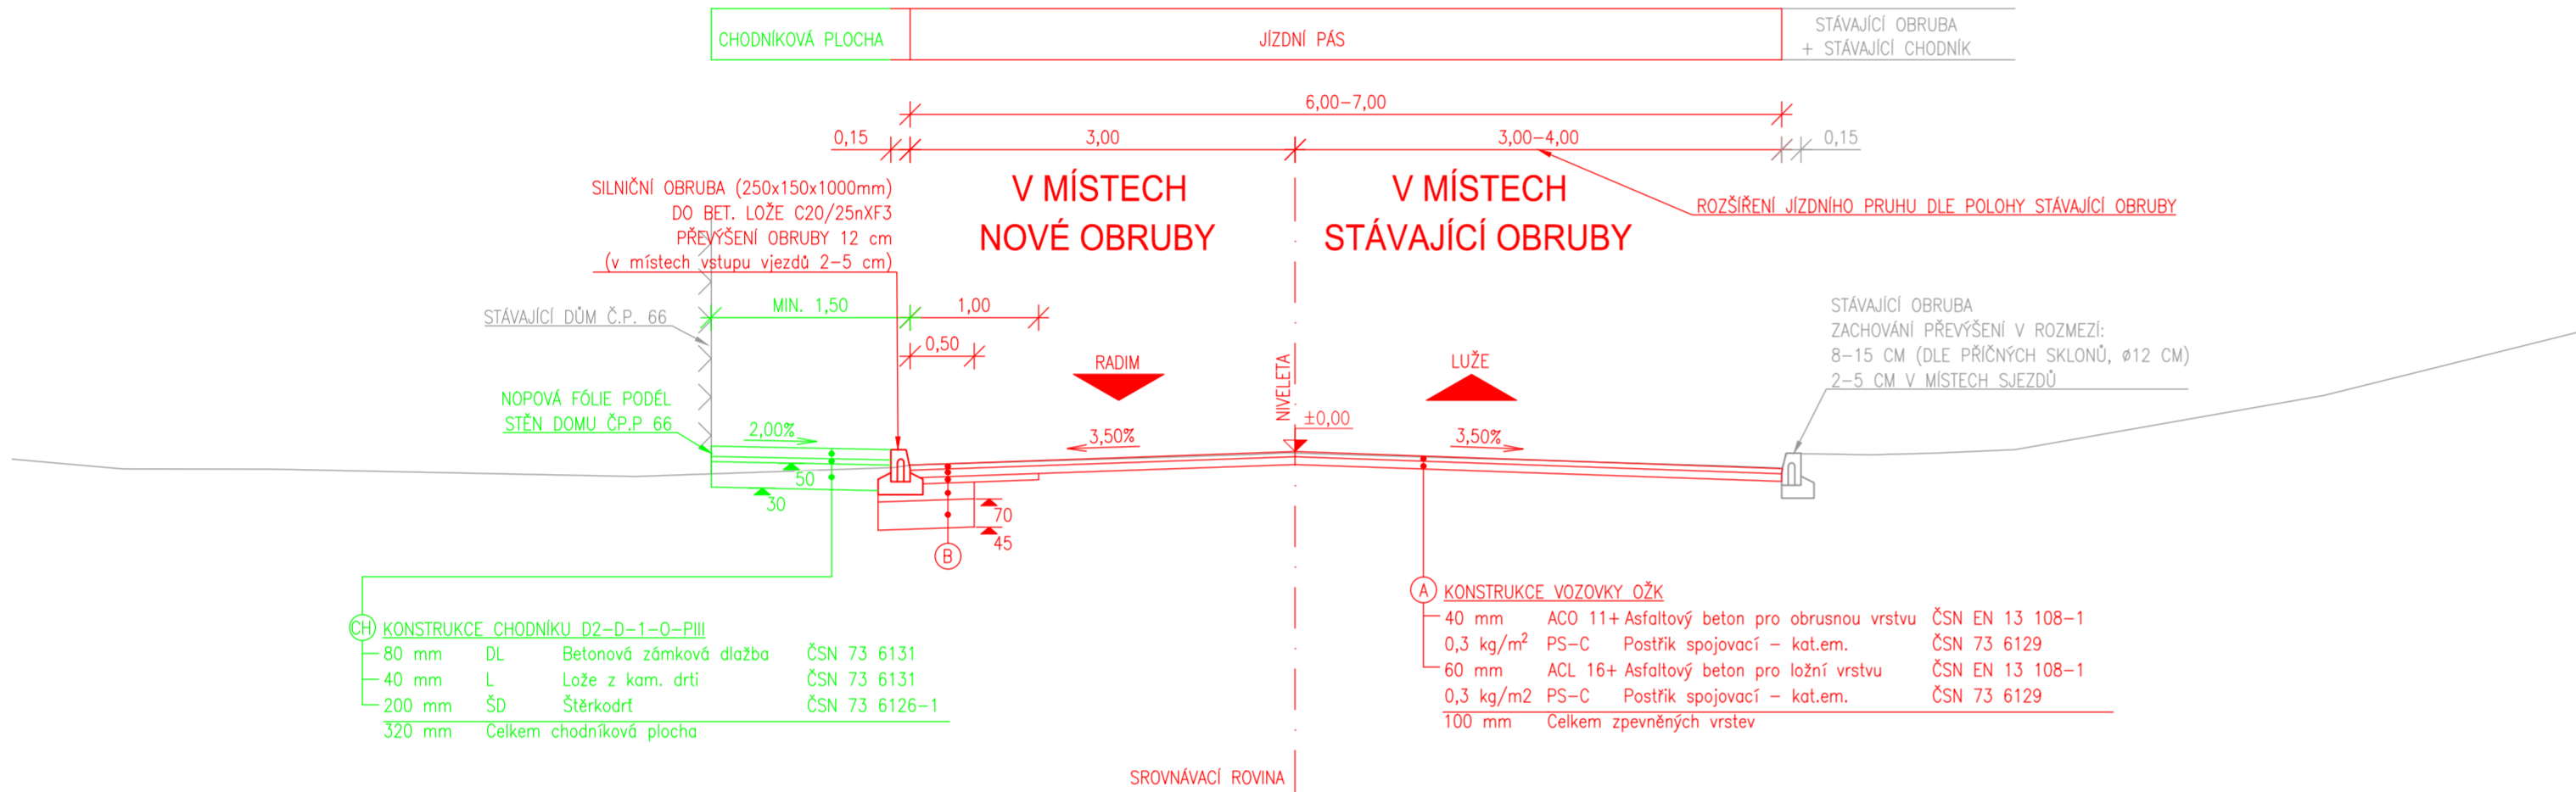 CHODNÍKOVÁ PLOCHA
JÍZDNÍ PÁS
STÁVAJÍCÍ OBRUBA
+ STÁVAJÍCÍ CHODNÍK
6,00–7,00
0,15
3,00
3,00–4,00
0,15
SILNIČNÍ OBRUBA (250x150x1000mm)
DO BET. LOŽE C20/25nXF3
PŘEVÝŠENÍ OBRUBY 12 cm
(v místech vstupu vjezdů 2–5 cm)
V MÍSTECH
NOVÉ OBRUBY
V MÍSTECH
STÁVAJÍCÍ OBRUBY
ROZŠÍŘENÍ JÍZDNÍHO PRUHU DLE POLOHY STÁVAJÍCÍ OBRUBY
STÁVAJÍCÍ DŮM Č.P. 66
MIN. 1,50
1,00
0,50
RADIM
NIVELETA
LUŽE
STÁVAJÍCÍ OBRUBA
ZACHOVÁNÍ PŘEVÝŠENÍ V ROZMEZÍ:
8–15 CM (DLE PŘÍČNÝCH SKLONŮ, ø12 CM)
2–5 CM V MÍSTECH SJEZDŮ
NOPOVÁ FÓLIE PODÉL
STĚN DOMU ČP.P 66
2,00%
3,50%
±0,00
3,50%
50
30
70
45
B
A KONSTRUKCE VOZOVKY OŽK
40 mm ACO 11+ Asfaltový beton pro obrusnou vrstvu ČSN EN 13 108–1
0,3 kg/m² PS–C Postřik spojovací – kat.em. ČSN 73 6129
60 mm ACL 16+ Asfaltový beton pro ložní vrstvu ČSN EN 13 108–1
0,3 kg/m2 PS–C Postřik spojovací – kat.em. ČSN 73 6129
100 mm Celkem zpevněných vrstev
CH KONSTRUKCE CHODNÍKU D2–D–1–O–PIII
80 mm DL Betonová zámková dlažba ČSN 73 6131
40 mm L Lože z kam. drti ČSN 73 6131
200 mm ŠD Štěrkodrť ČSN 73 6126–1
320 mm Celkem chodníková plocha
SROVNÁVACÍ ROVINA